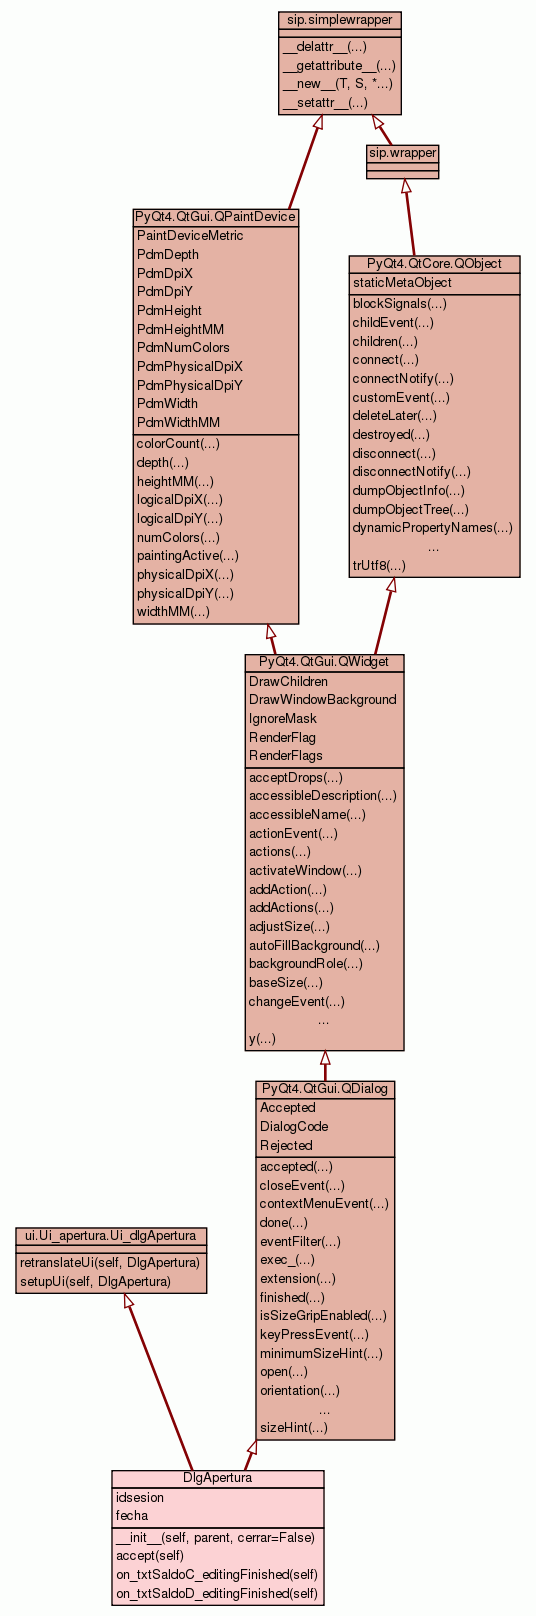 sip.simplewrapper
__delattr__(...)
__getattribute__(...)
__new__(T, S, *...)
__setattr__(...)
sip.wrapper
PyQt4.QtGui.QPaintDevice
PaintDeviceMetric
PdmDepth
PdmDpiX
PdmDpiY
PdmHeight
PdmHeightMM
PdmNumColors
PdmPhysicalDpiX
PdmPhysicalDpiY
PdmWidth
PdmWidthMM
colorCount(...)
depth(...)
heightMM(...)
logicalDpiX(...)
logicalDpiY(...)
numColors(...)
paintingActive(...)
physicalDpiX(...)
physicalDpiY(...)
widthMM(...)
PyQt4.QtCore.QObject
staticMetaObject
blockSignals(...)
childEvent(...)
children(...)
connect(...)
connectNotify(...)
customEvent(...)
deleteLater(...)
destroyed(...)
disconnect(...)
disconnectNotify(...)
dumpObjectInfo(...)
dumpObjectTree(...)
dynamicPropertyNames(...)
...
trUtf8(...)
PyQt4.QtGui.QWidget
DrawChildren
DrawWindowBackground
IgnoreMask
RenderFlag
RenderFlags
acceptDrops(...)
accessibleDescription(...)
accessibleName(...)
actionEvent(...)
actions(...)
activateWindow(...)
addAction(...)
addActions(...)
adjustSize(...)
autoFillBackground(...)
backgroundRole(...)
baseSize(...)
changeEvent(...)
...
y(...)
PyQt4.QtGui.QDialog
Accepted
DialogCode
Rejected
accepted(...)
closeEvent(...)
contextMenuEvent(...)
done(...)
eventFilter(...)
exec_(...)
extension(...)
finished(...)
isSizeGripEnabled(...)
keyPressEvent(...)
minimumSizeHint(...)
open(...)
orientation(...)
...
sizeHint(...)
ui.Ui_apertura.Ui_dlgApertura
retranslateUi(self, DlgApertura)
setupUi(self, DlgApertura)
DlgApertura
idsesion
fecha
__init__(self, parent, cerrar=False)
accept(self)
on_txtSaldoC_editingFinished(self)
on_txtSaldoD_editingFinished(self)